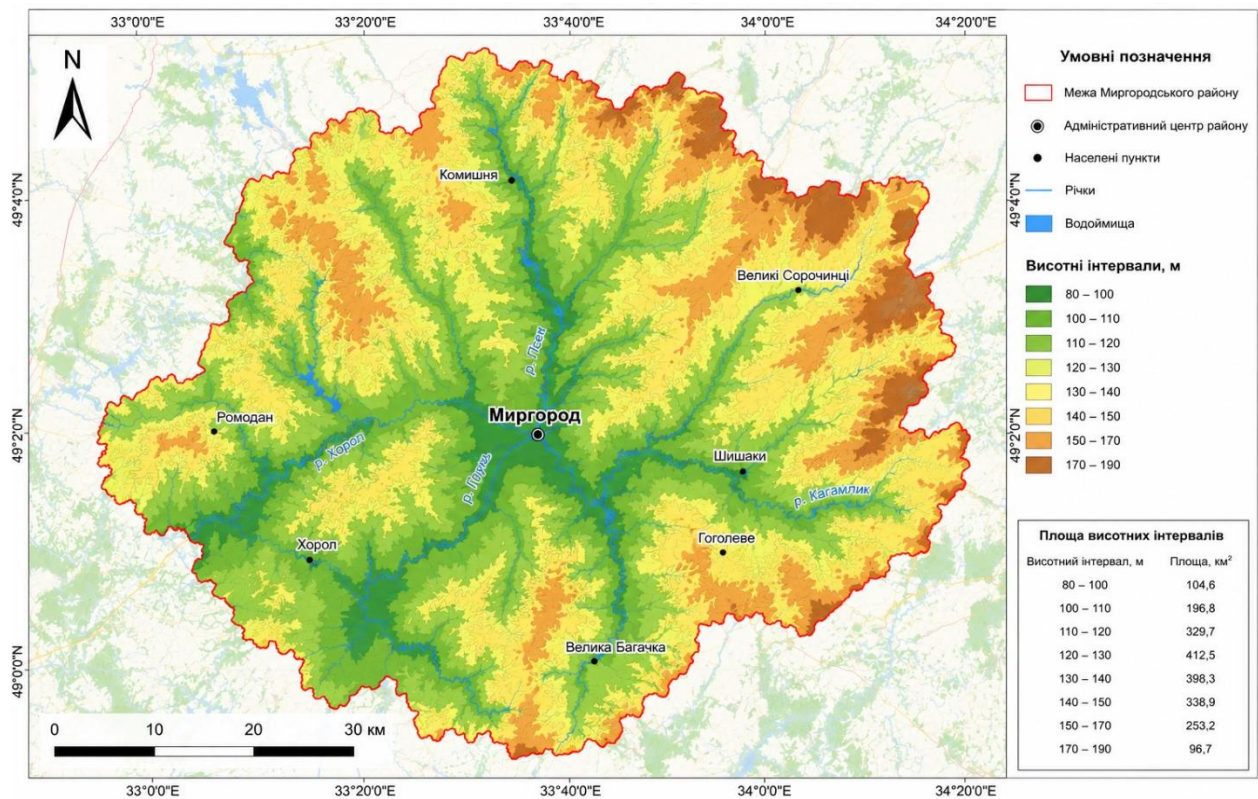 33°0'0"E 33°20'0"E 33°40'0"E 34°0'0"E 34°20'0"E
N
49°4'0"N
49°4'0"N
49°2'0"N
49°2'0"N
49°0'0"N
Комишня
Великі Сорочинці
р. Псел
Ромодан
Миргород
р. Хорол
Шишаки
р. Кагамлик
Хорол
Гоголеве
Велика Багачка
0 10 20 30 км
33°0'0"E 33°20'0"E 33°40'0"E 34°0'0"E 34°20'0"E
Умовні позначення
Межа Миргородського району
Адміністративний центр району
Населені пункти
Річки
Водоймища
Висотні інтервали, м
80 – 100
100 – 110
110 – 120
120 – 130
130 – 140
140 – 150
150 – 170
170 – 190
Площа висотних інтервалів
Висотний інтервал, м Площа, км²
80 – 100 104,6
100 – 110 196,8
110 – 120 329,7
120 – 130 412,5
130 – 140 398,3
140 – 150 338,9
150 – 170 253,2
170 – 190 96,7